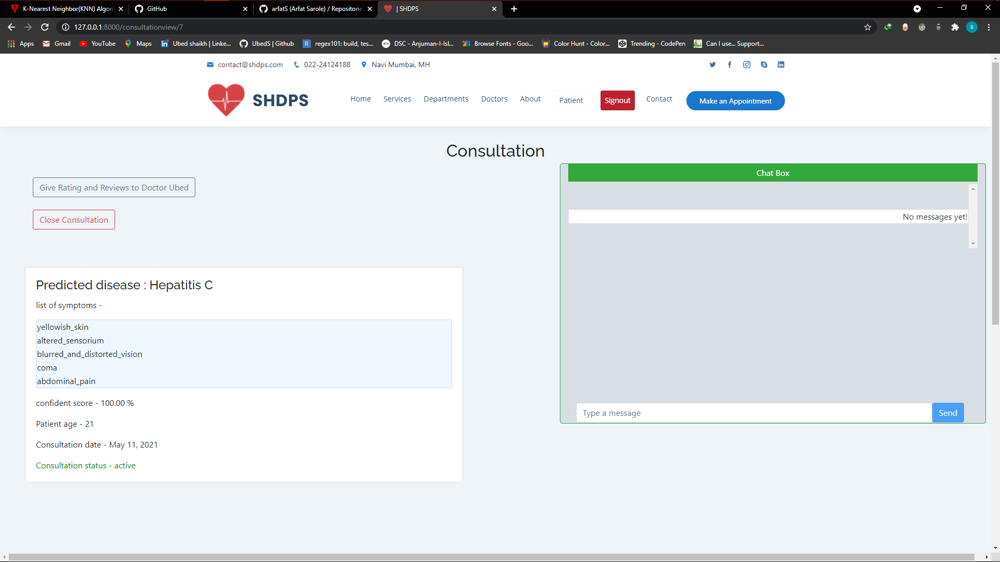 K-Nearest Neighbor(KNN) Algori
GitHub
arfatS (Arfat Sarole) / Repositorie
| SHDPS
127.0.0.1:8000/consultationview/7
S
Apps
Gmail
YouTube
Maps
Ubed shaikh | Linke...
UbedS | Github
R
regex101: build, tes...
DSC - Anjuman-I-Isl...
Browse Fonts - Goo...
Color Hunt - Color...
Trending - CodePen
Can I use... Support...
contact@shdps.com
022-24124188
Navi Mumbai, MH
SHDPS
Home
Services
Departments
Doctors
About
Patient
Signout
Contact
Make an Appointment
Consultation
Give Rating and Reviews to Doctor Ubed
Close Consultation
Chat Box
No messages yet!
Predicted disease : Hepatitis C
list of symptoms -
yellowish_skin
altered_sensorium
blurred_and_distorted_vision
coma
abdominal_pain
confident score - 100.00 %
Patient age - 21
Consultation date - May 11, 2021
Consultation status - active
Type a message
Send